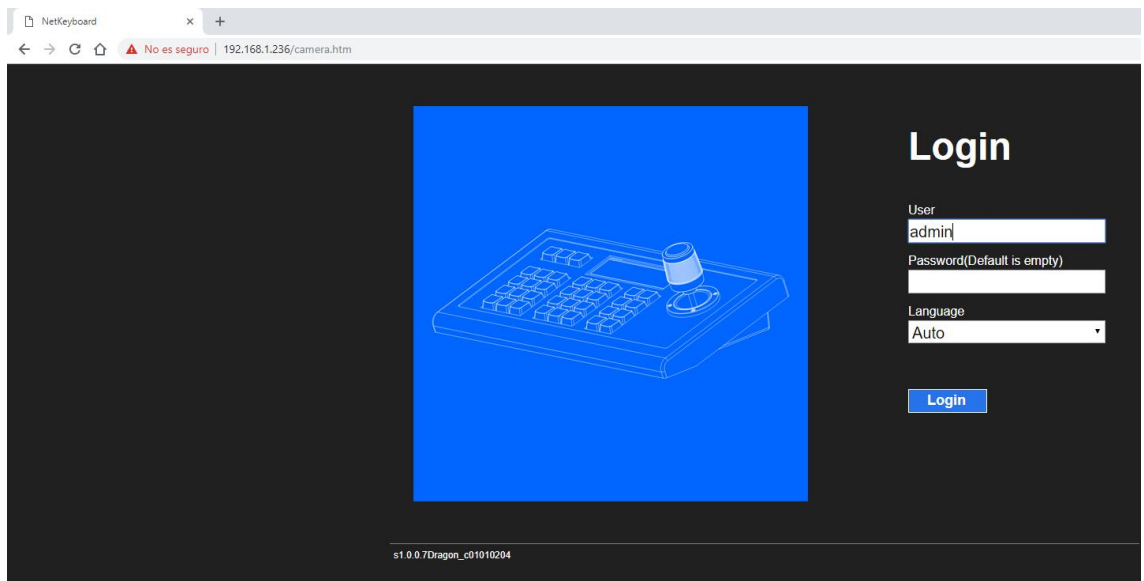 NetKeyboard
No es seguro | 192.168.1.236/camera.htm
Login
User
admin
Password(Default is empty)
Language
Auto
Login
s1.0.0.7Dragon_c01010204